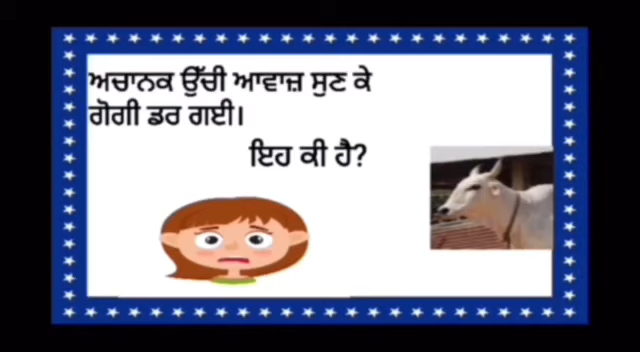 ਅਚਾਨਕ ਉੱਚੀ ਆਵਾਜ਼ ਸੁਣ ਕੇ
ਗੋਗੀ ਡਰ ਗਈ।
ਇਹ ਕੀ ਹੈ?